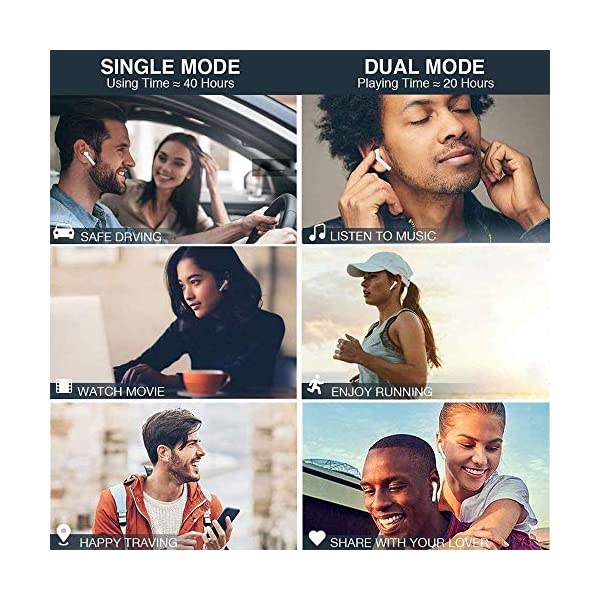 SINGLE MODE
Using Time ≈ 40 Hours
DUAL MODE
Playing Time ≈ 20 Hours
SAFE DRVING
LISTEN TO MUSIC
WATCH MOVIE
ENJOY RUNNING
HAPPY TRAVING
SHARE WITH YOUR LOVER